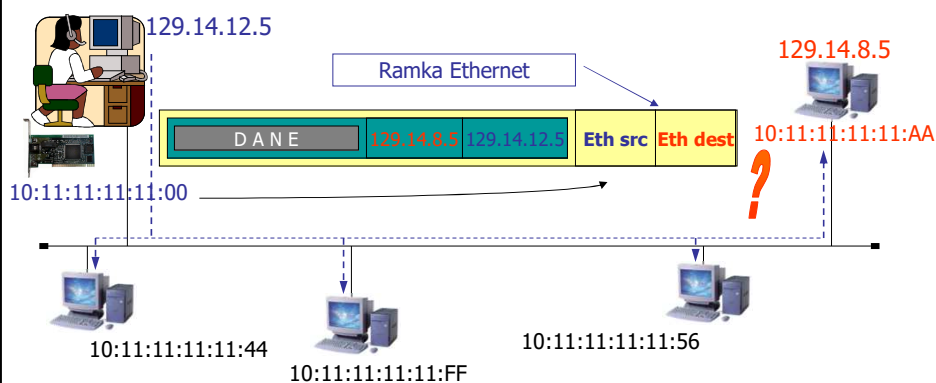 129.14.12.5
129.14.8.5
Ramka Ethernet
D A N E
129.14.8.5
129.14.12.5
Eth src
Eth dest
10:11:11:11:11:AA
?
10:11:11:11:11:00
10:11:11:11:11:44
10:11:11:11:11:FF
10:11:11:11:11:56